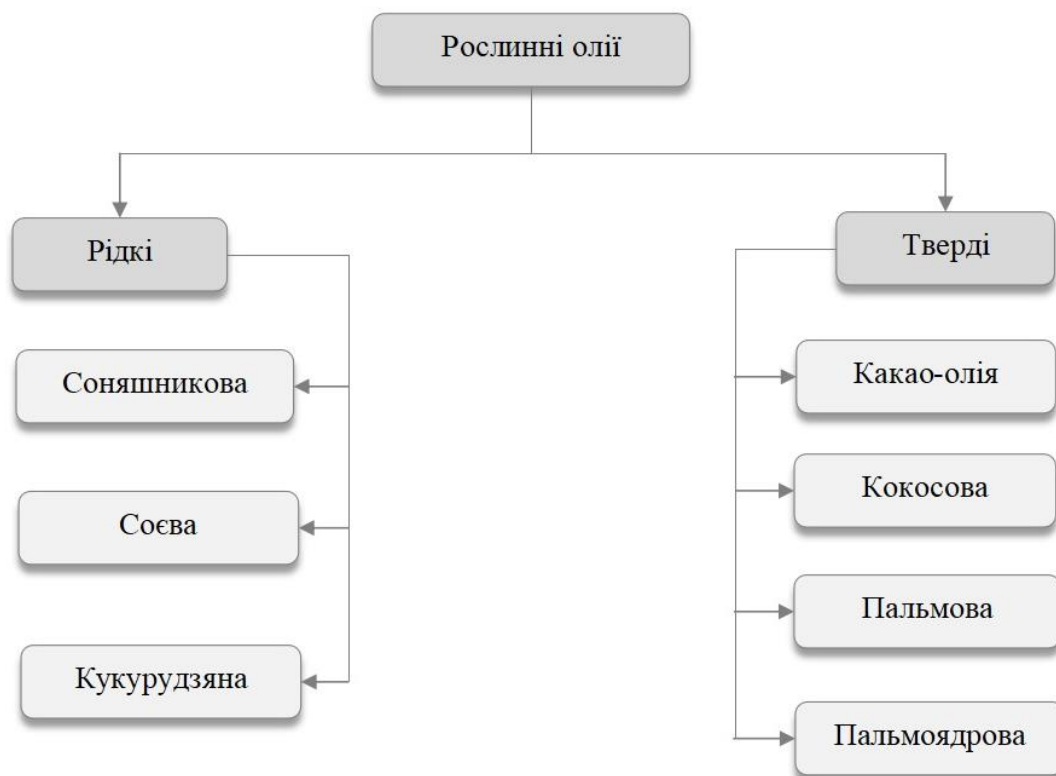 Рослинні олії
Рідкі
Тверді
Соняшникова
Какао-олія
Кокосова
Соєва
Пальмова
Кукурудзяна
Пальмоядрова